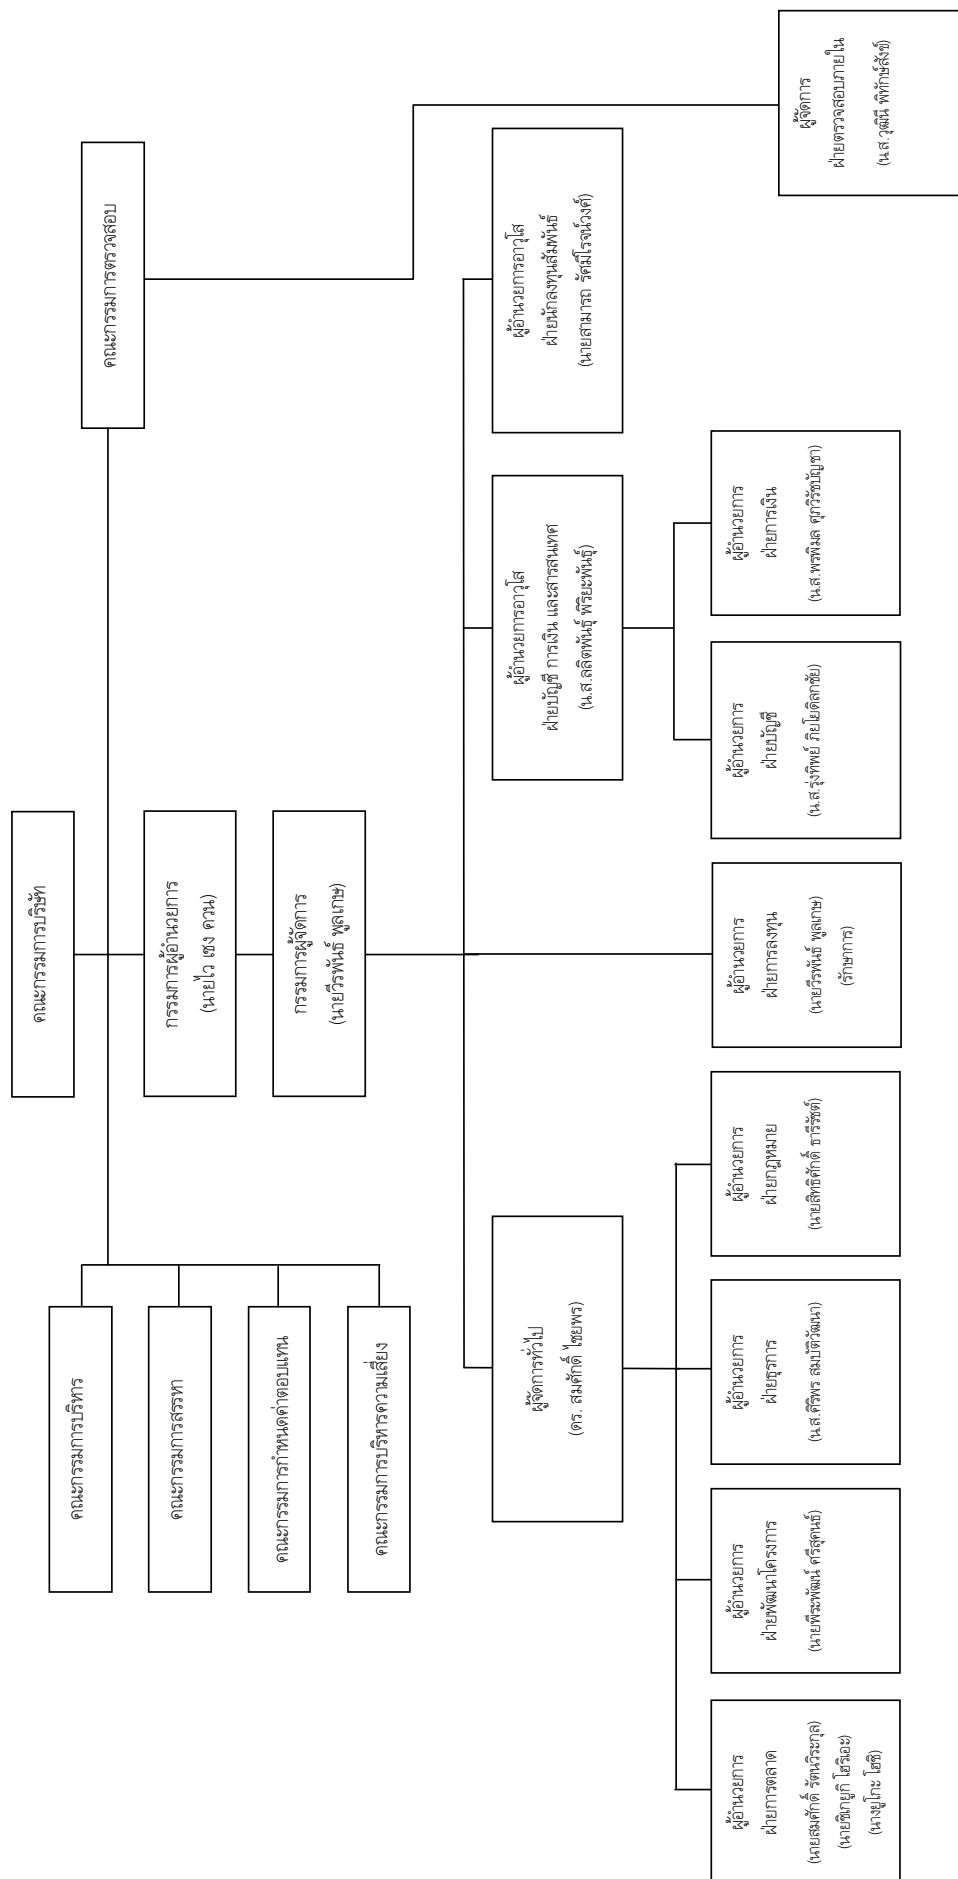 คณะกรรมการบริษัท
คณะกรรมการบริหาร
คณะกรรมการสรรหา
คณะกรรมการกำหนดค่าตอบแทน
คณะกรรมการบริหารความเสี่ยง
คณะกรรมการตรวจสอบ
กรรมการผู้อำนวยการ
(นายไว เชง ควน)
กรรมการผู้จัดการ
(นายวีรพันธ์ พูลเกษ)
ผู้จัดการทั่วไป
(ดร. สมศักดิ์ ไชยพร)
ผู้อำนวยการอาวุโส
ฝ่ายบัญชี การเงิน และสารสนเทศ
(น.ส.ลลิตพันธุ์ พิริยะพันธุ์)
ผู้อำนวยการอาวุโส
ฝ่ายนักลงทุนสัมพันธ์
(นายสามารถ รัศมีโรจน์วงศ์)
ผู้อำนวยการ
ฝ่ายการตลาด
(นายสมศักดิ์ รัตนวิระกุล)
(นายชิเกยูกิ โฮริเอะ)
(นางยูโกะ โฮชิ)
ผู้อำนวยการ
ฝ่ายพัฒนาโครงการ
(นายพีระพัฒน์ ศรีสุคนธ์)
ผู้อำนวยการ
ฝ่ายธุรการ
(น.ส.ศิริพร สมบัติวัฒนา)
ผู้อำนวยการ
ฝ่ายกฎหมาย
(นายสิทธิศักดิ์ ธารีรัชต์)
ผู้อำนวยการ
ฝ่ายการลงทุน
(นายวีรพันธ์ พูลเกษ)
(รักษาการ)
ผู้อำนวยการ
ฝ่ายบัญชี
(น.ส.รุ่งทิพย์ ภิยโยดิลกชัย)
ผู้อำนวยการ
ฝ่ายการเงิน
(น.ส.พรพิมล ศุภวิรัชบัญชา)
ผู้จัดการ
ฝ่ายตรวจสอบภายใน
(น.ส.วุฒินี พิทักษ์สังข์)